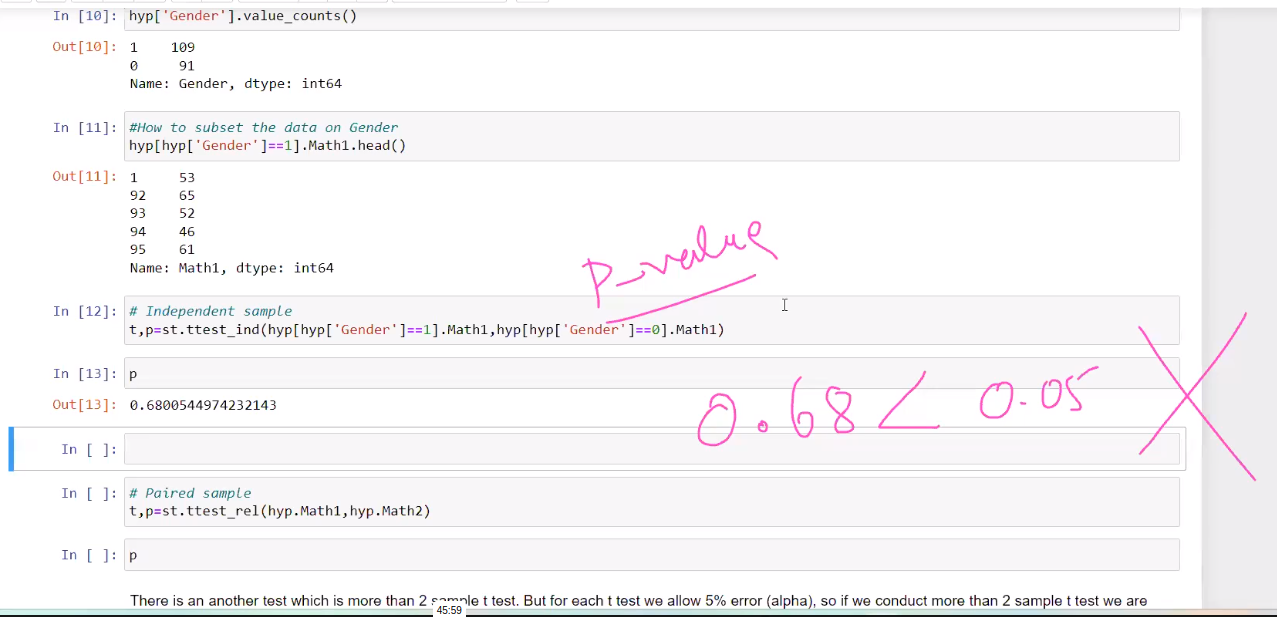 In [10]: hyp['Gender'].value_counts()
Out[10]: 1    109
0     91
Name: Gender, dtype: int64
In [11]: #How to subset the data on Gender
hyp[hyp['Gender']==1].Math1.head()
Out[11]: 1     53
92    65
93    52
94    46
95    61
Name: Math1, dtype: int64
P-value
In [12]: # Independent sample
t,p=st.ttest_ind(hyp[hyp['Gender']==1].Math1,hyp[hyp['Gender']==0].Math1)
In [13]: p
Out[13]: 0.6800544974232143
0.68 < 0.05
In [ ]:
In [ ]: # Paired sample
t,p=st.ttest_rel(hyp.Math1,hyp.Math2)
In [ ]: p
There is an another test which is more than 2 sample t test. But for each t test we allow 5% error (alpha), so if we conduct more than 2 sample t test we are
45:59